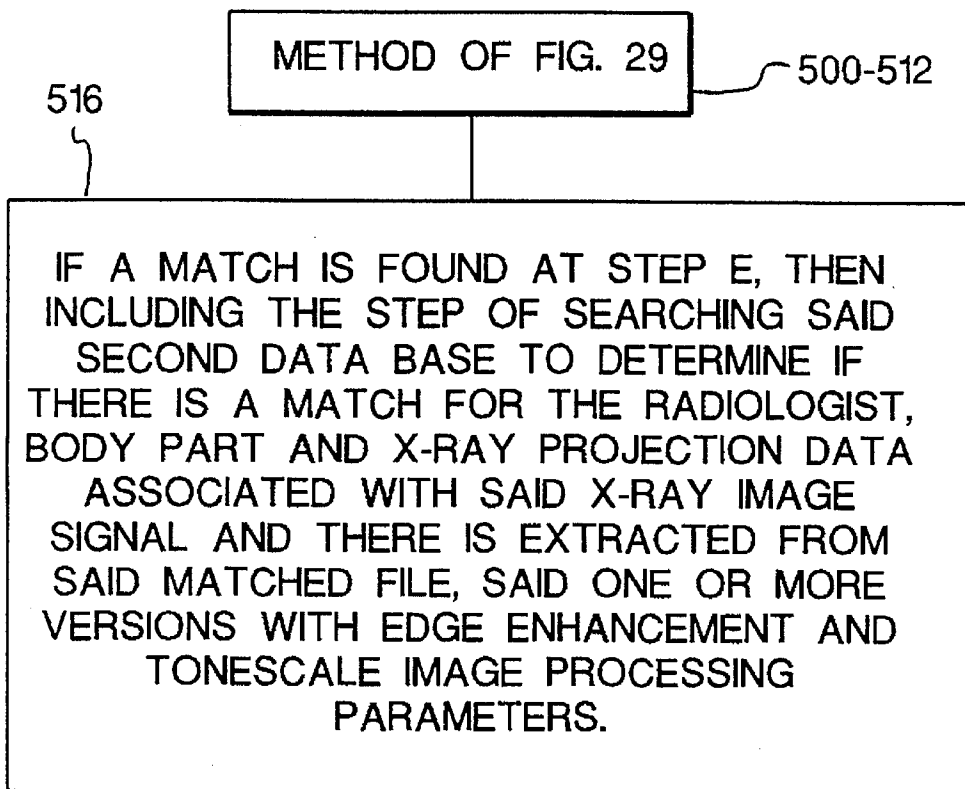 METHOD OF FIG. 29
500-512
516
IF A MATCH IS FOUND AT STEP E, THEN
INCLUDING THE STEP OF SEARCHING SAID
SECOND DATA BASE TO DETERMINE IF
THERE IS A MATCH FOR THE RADIOLOGIST,
BODY PART AND X-RAY PROJECTION DATA
ASSOCIATED WITH SAID X-RAY IMAGE
SIGNAL AND THERE IS EXTRACTED FROM
SAID MATCHED FILE, SAID ONE OR MORE
VERSIONS WITH EDGE ENHANCEMENT AND
TONESCALE IMAGE PROCESSING
PARAMETERS.